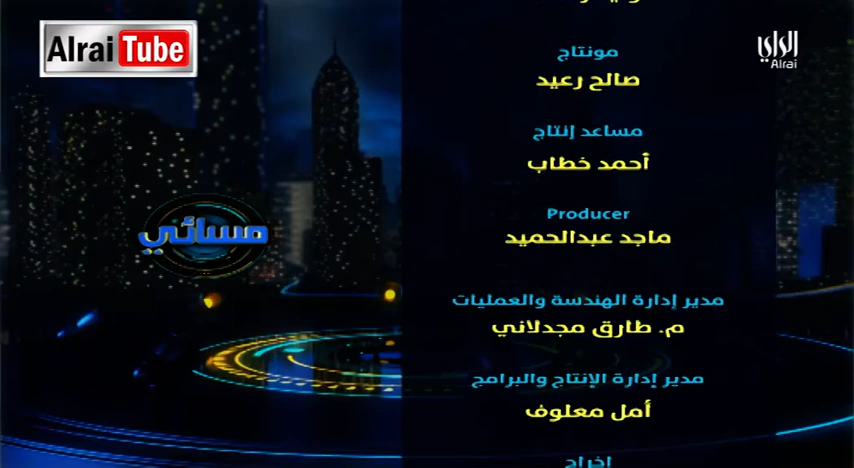 Alrai Tube
الراي
Alrai
مونتاج
صالح رعيد
مساعد إنتاج
أحمد خطاب
Producer
ماجد عبدالحميد
مسائي
مدير إدارة الهندسة والعمليات
م. طارق مجدلاني
مدير إدارة الإنتاج والبرامج
أمل معلوف
إخراج